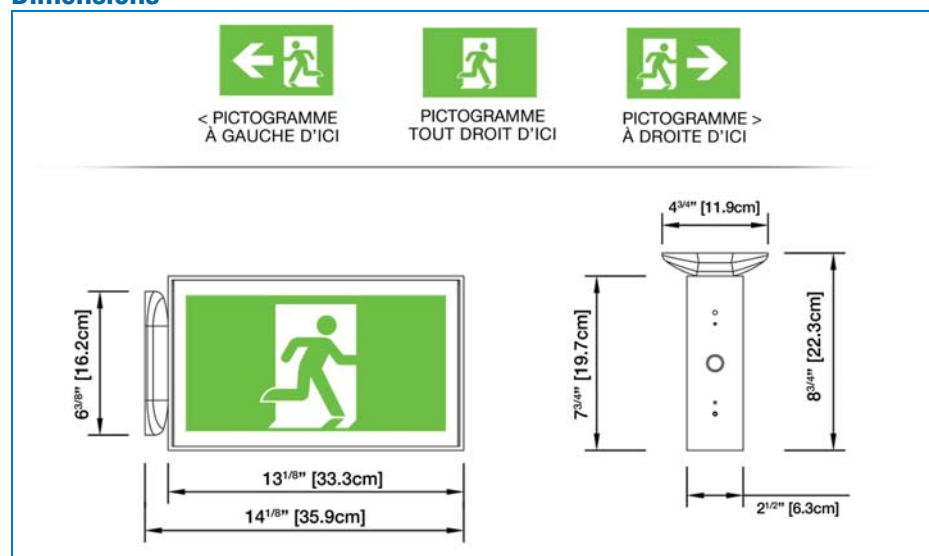 Dimensions
< PICTOGRAMME
À GAUCHE D'ICI
PICTOGRAMME
TOUT DROIT D'ICI
PICTOGRAMME >
À DROITE D'ICI
4 3/4" [11.9cm]
6 3/8" [16.2cm]
7 3/4" [19.7cm]
8 3/4" [22.3cm]
13 1/8" [33.3cm]
14 1/8" [35.9cm]
2 1/2" [6.3cm]